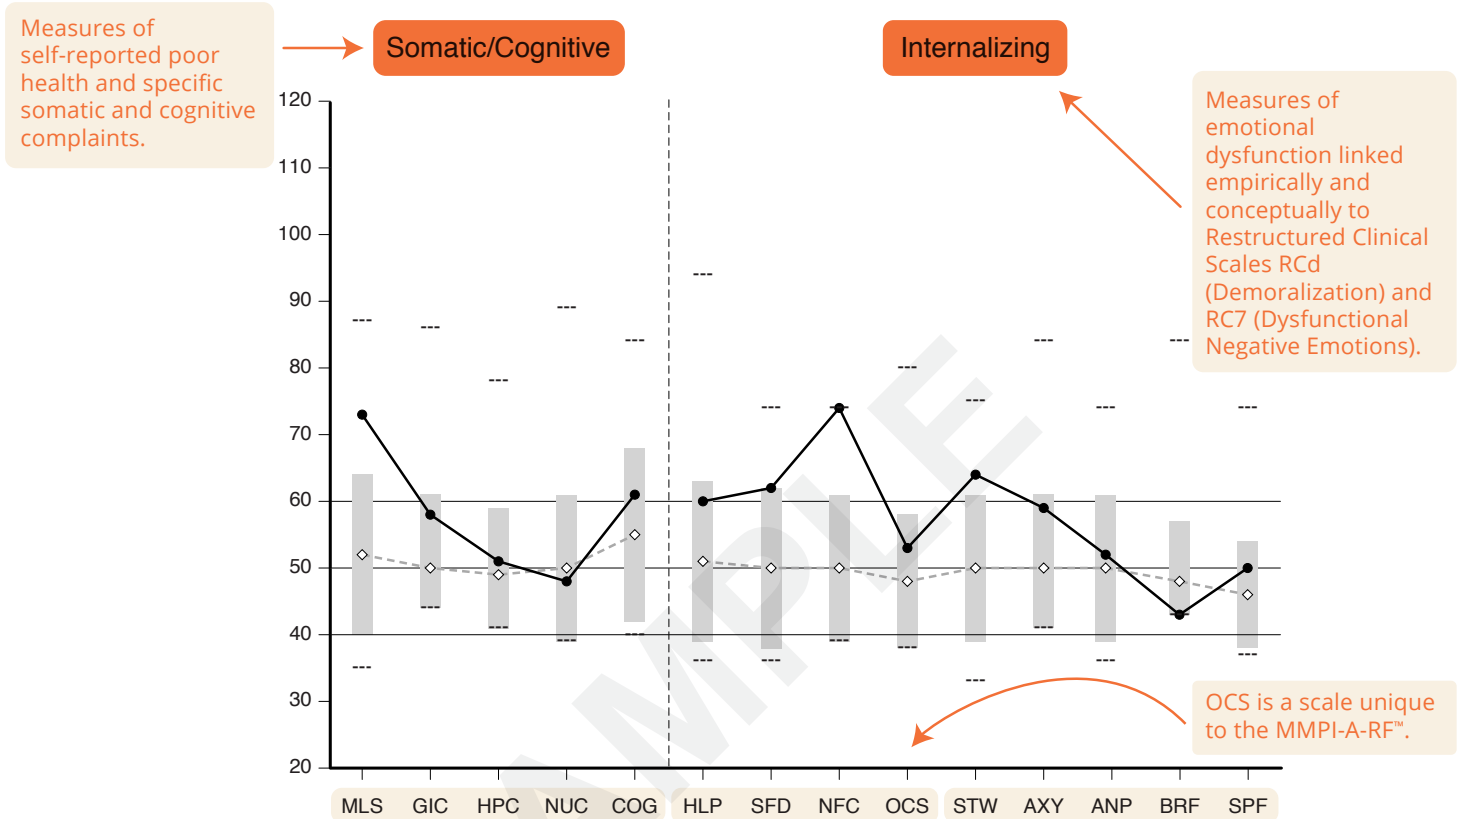 Measures of
self-reported poor
health and specific
somatic and cognitive
complaints.
Somatic/Cognitive
Internalizing
Measures of
emotional
dysfunction linked
empirically and
conceptually to
Restructured Clinical
Scales RCd
(Demoralization) and
RC7 (Dysfunctional
Negative Emotions).
120
110
100
90
80
70
60
50
40
30
20
OCS is a scale unique
to the MMPI-A-RF™.
MLS GIC HPC NUC COG HLP SFD NFC OCS STW AXY ANP BRF SPF
AMPLE